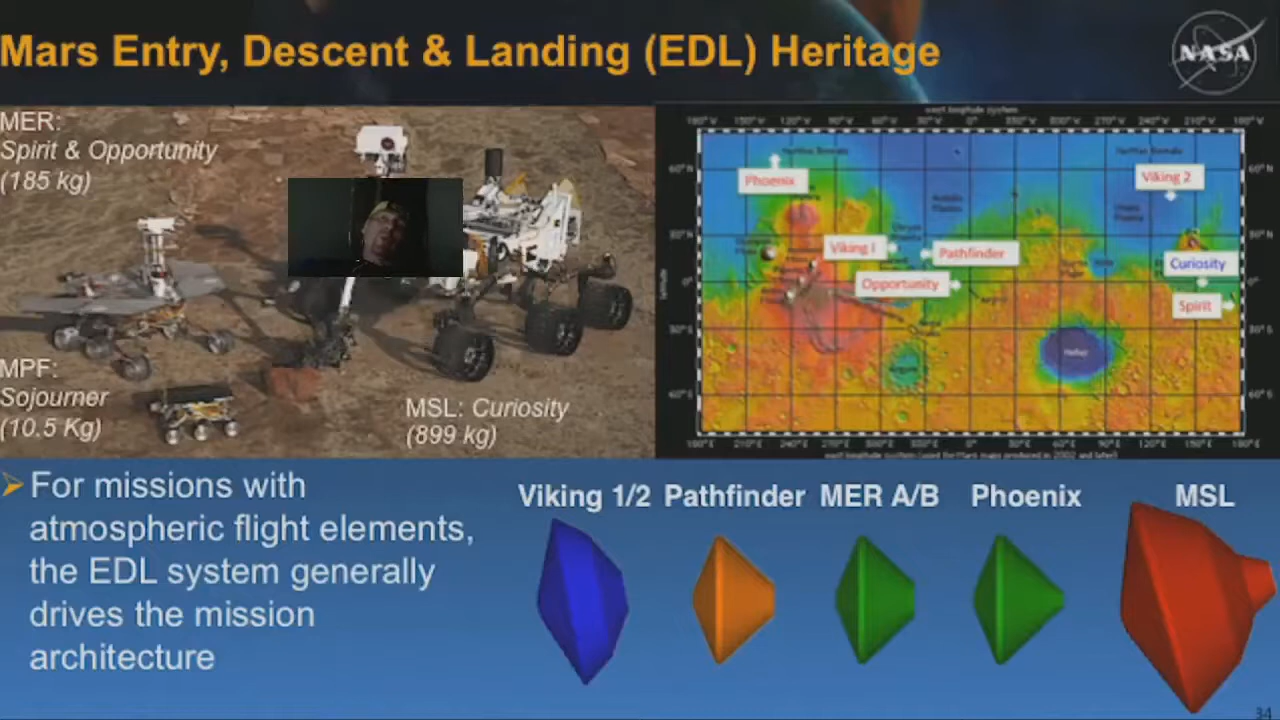 Mars Entry, Descent & Landing (EDL) Heritage
NASA
MER:
Spirit & Opportunity
(185 kg)
MPF:
Sojourner
(10.5 Kg)
MSL: Curiosity
(899 kg)
Phoenix
Viking 2
Viking I
Pathfinder
Curiosity
Opportunity
Spirit
➢ For missions with
atmospheric flight elements,
the EDL system generally
drives the mission
architecture
Viking 1/2 Pathfinder MER A/B Phoenix MSL
34